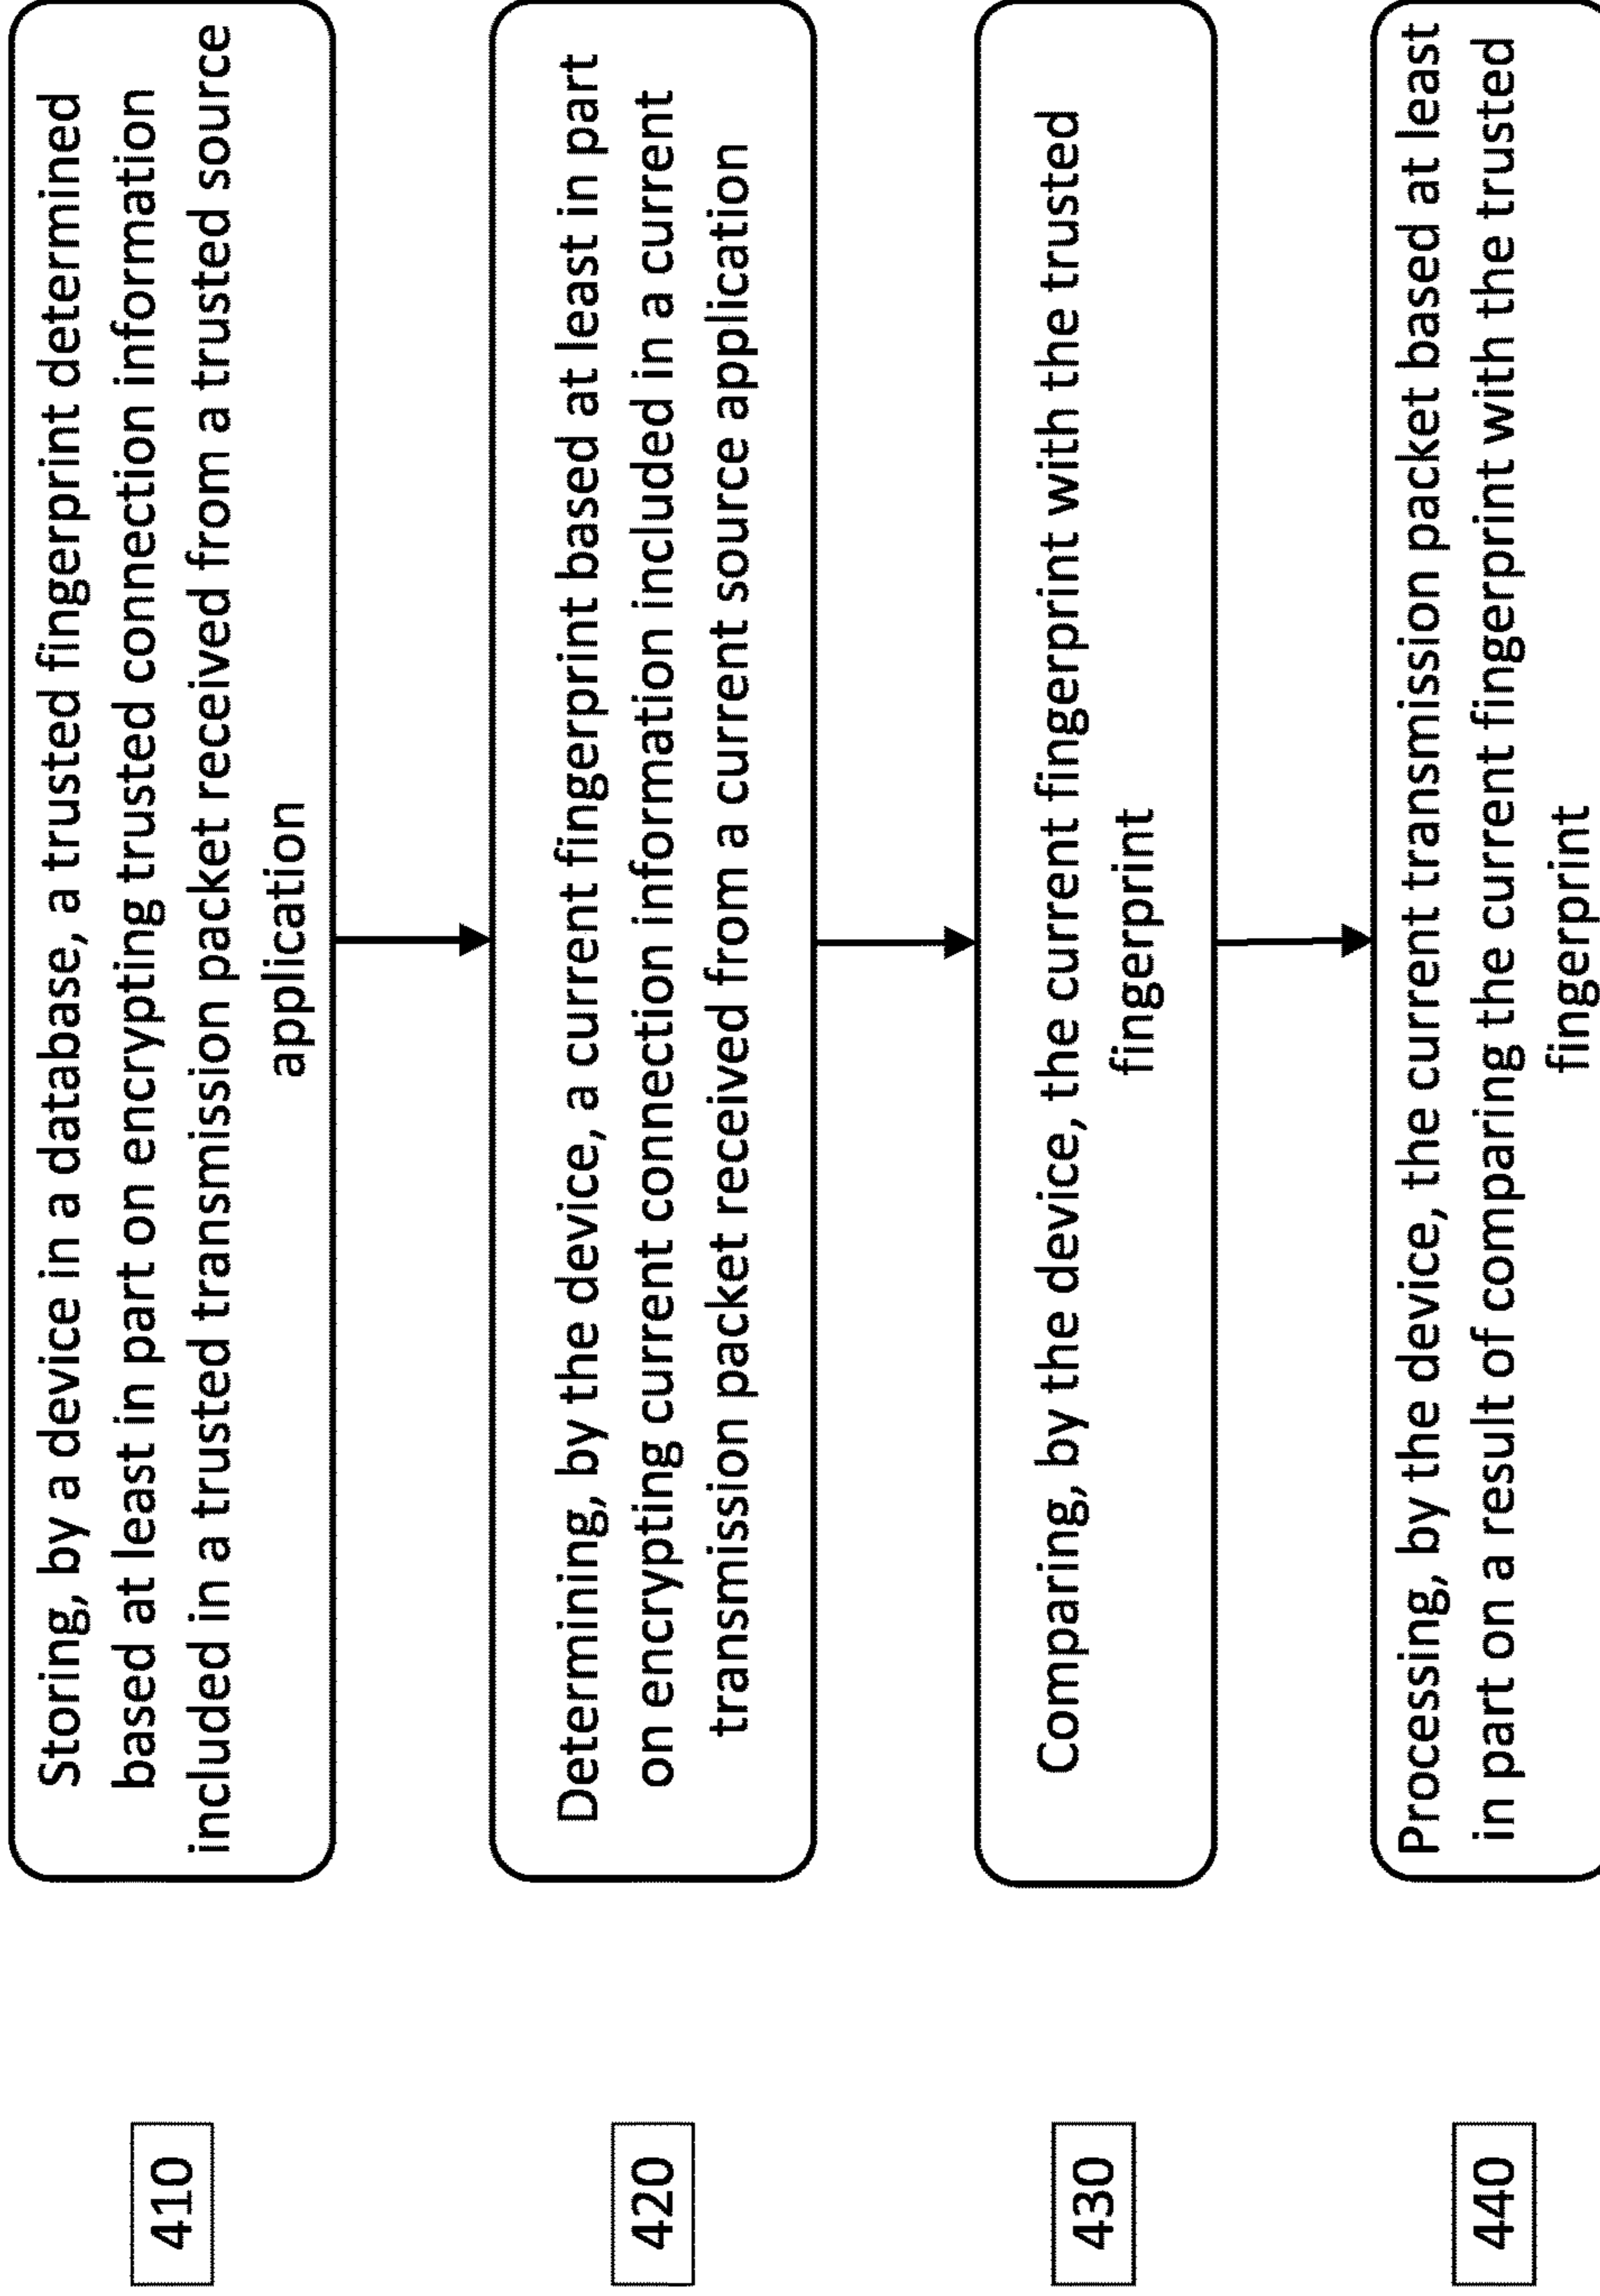 410
Storing, by a device in a database, a trusted fingerprint determined
based at least in part on encrypting trusted connection information
included in a trusted transmission packet received from a trusted source
application
420
Determining, by the device, a current fingerprint based at least in part
on encrypting current connection information included in a current
transmission packet received from a current source application
430
Comparing, by the device, the current fingerprint with the trusted
fingerprint
440
Processing, by the device, the current transmission packet based at least
in part on a result of comparing the current fingerprint with the trusted
fingerprint